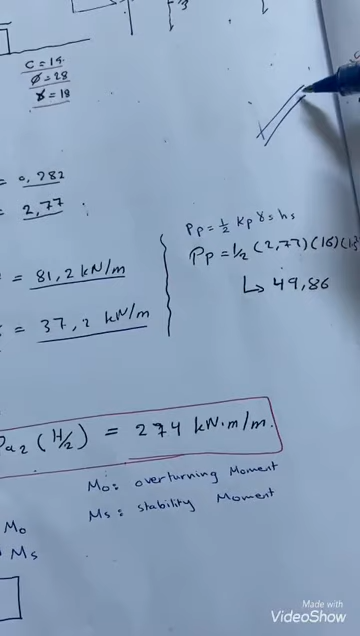 C = 14
φ = 28
γ = 18
= 0,282
= 2,77
Pp = ½ Kp γ = hs
Pp = ½ (2,77) (16) (1,5
↳ 49,86
= 81,2 kN/m
= 37,2 kN/m
Pa2 (H/2) = 274 kN.m/m.
Mo : overturning Moment
Ms : stability Moment
Mo
Ms
Made with
VideoShow